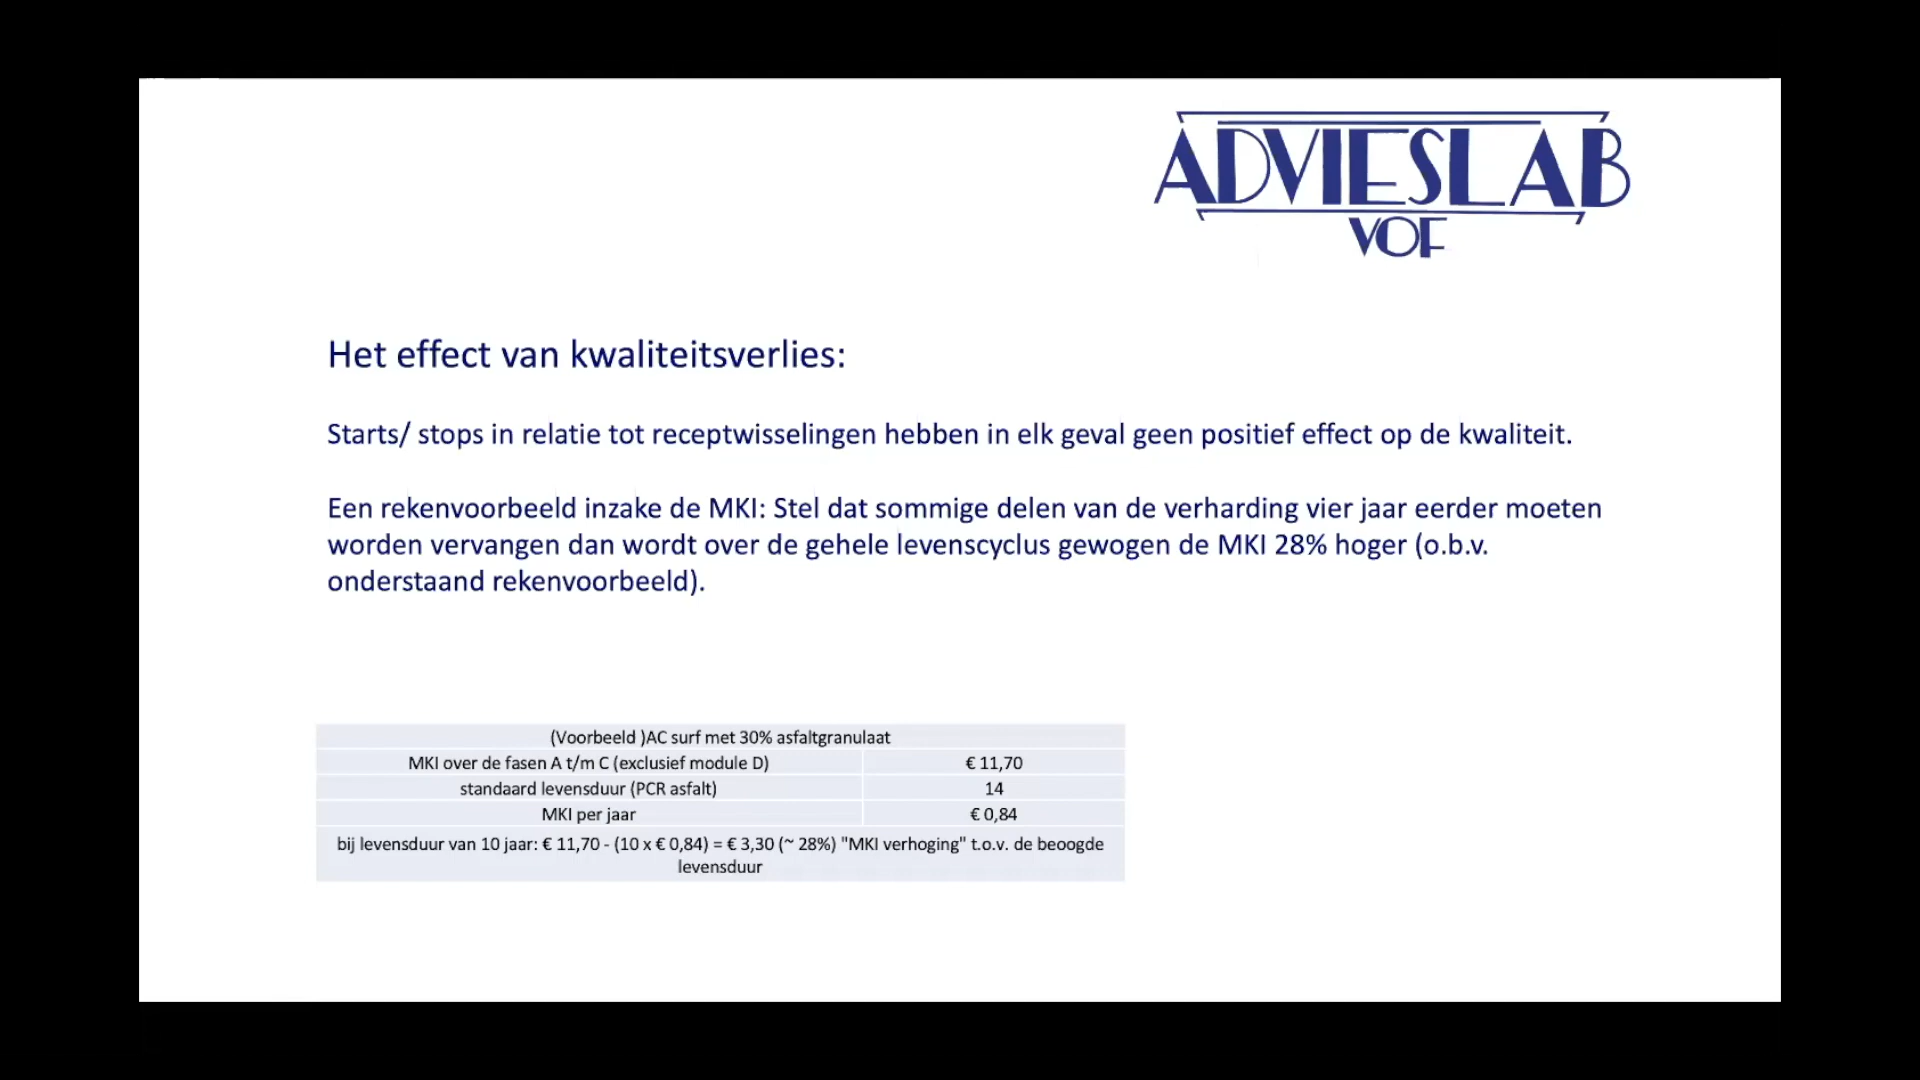 ADVIESLAB
VOF
Het effect van kwaliteitsverlies:
Starts/ stops in relatie tot receptwisselingen hebben in elk geval geen positief effect op de kwaliteit.
Een rekenvoorbeeld inzake de MKI: Stel dat sommige delen van de verharding vier jaar eerder moeten
worden vervangen dan wordt over de gehele levenscyclus gewogen de MKI 28% hoger (o.b.v.
onderstaand rekenvoorbeeld).
(Voorbeeld )AC surf met 30% asfaltgranulaat
MKI over de fasen A t/m C (exclusief module D) € 11,70
standaard levensduur (PCR asfalt) 14
MKI per jaar € 0,84
bij levensduur van 10 jaar: € 11,70 - (10 x € 0,84) = € 3,30 (~ 28%) "MKI verhoging" t.o.v. de beoogde
levensduur